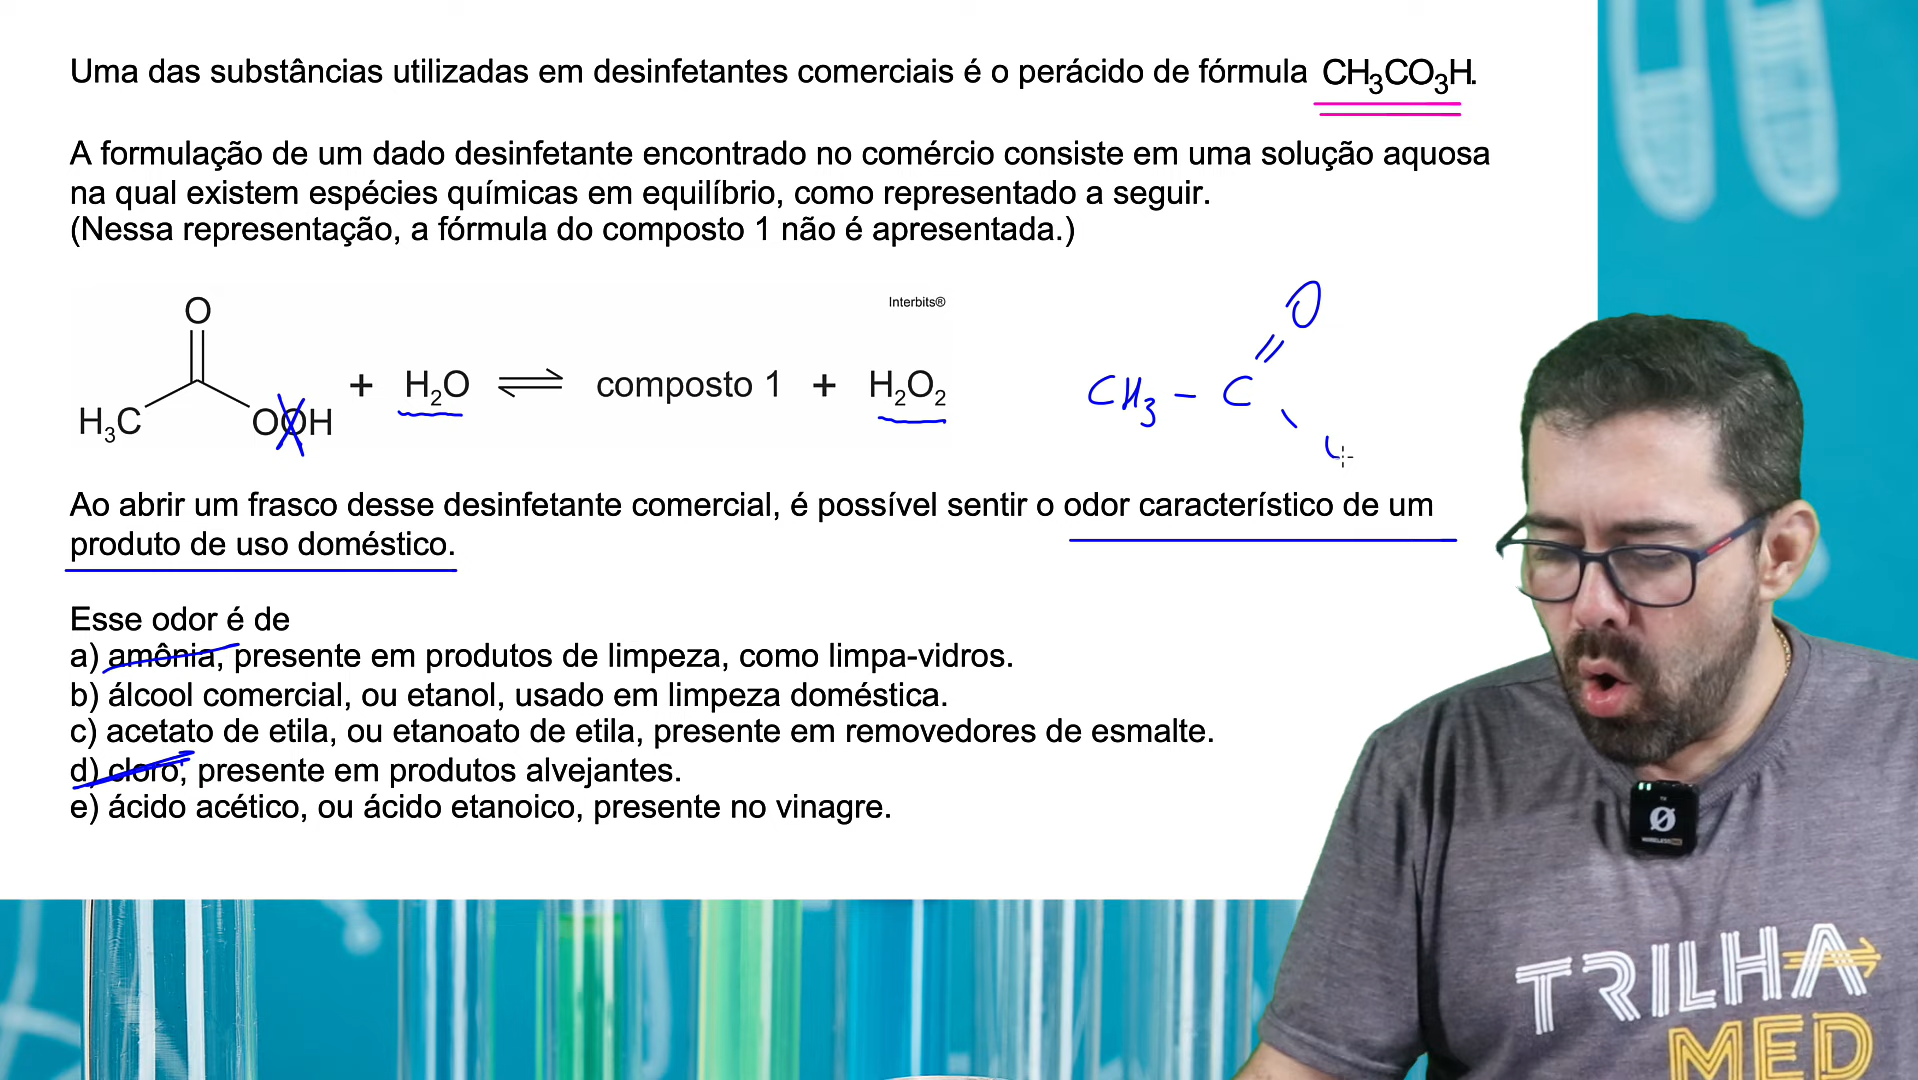 Uma das substâncias utilizadas em desinfetantes comerciais é o perácido de fórmula CH₃CO₃H.
A formulação de um dado desinfetante encontrado no comércio consiste em uma solução aquosa
na qual existem espécies químicas em equilíbrio, como representado a seguir.
(Nessa representação, a fórmula do composto 1 não é apresentada.)
Interbits®
O
H₃C OOH + H₂O ⇌ composto 1 + H₂O₂
O
CH₃ - C
Ao abrir um frasco desse desinfetante comercial, é possível sentir o odor característico de um
produto de uso doméstico.
Esse odor é de
a) amônia, presente em produtos de limpeza, como limpa-vidros.
b) álcool comercial, ou etanol, usado em limpeza doméstica.
c) acetato de etila, ou etanoato de etila, presente em removedores de esmalte.
d) cloro, presente em produtos alvejantes.
e) ácido acético, ou ácido etanoico, presente no vinagre.
TRILHA
MED